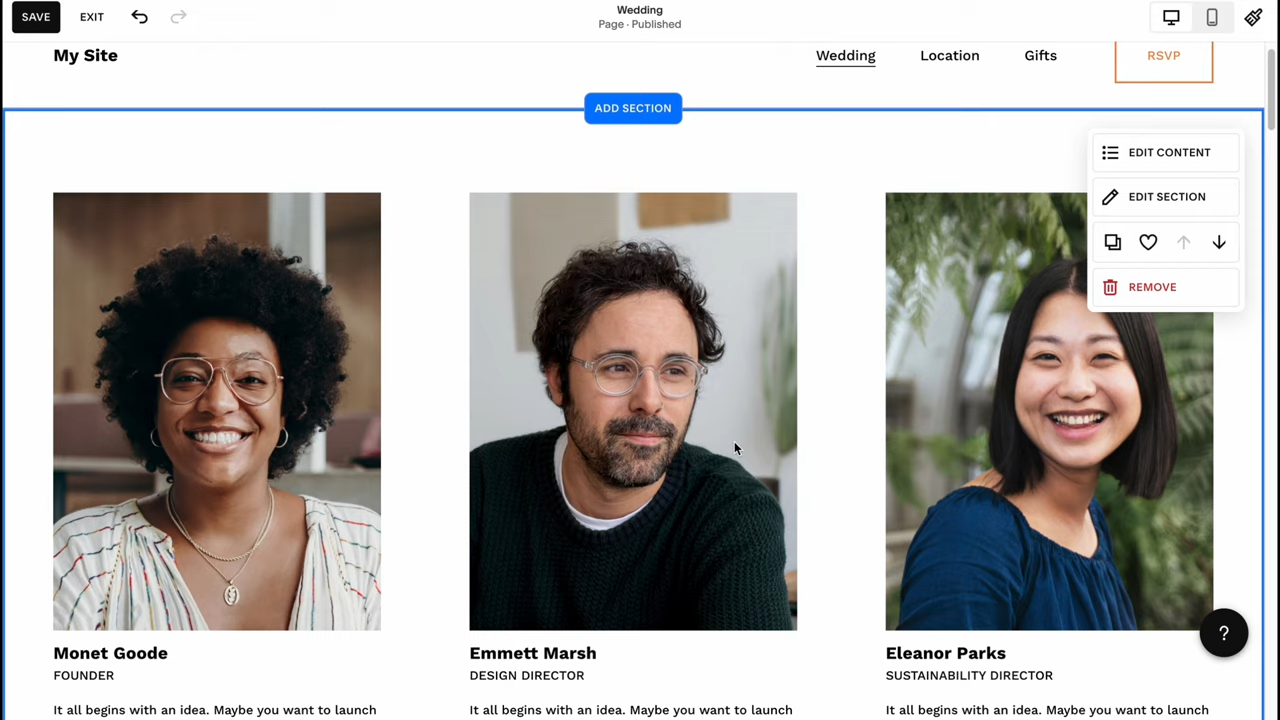 SAVE
EXIT
Wedding
Page · Published
My Site
Wedding
Location
Gifts
RSVP
ADD SECTION
EDIT CONTENT
EDIT SECTION
REMOVE
?
Monet Goode
FOUNDER
It all begins with an idea. Maybe you want to launch
Emmett Marsh
DESIGN DIRECTOR
It all begins with an idea. Maybe you want to launch
Eleanor Parks
SUSTAINABILITY DIRECTOR
It all begins with an idea. Maybe you want to launch